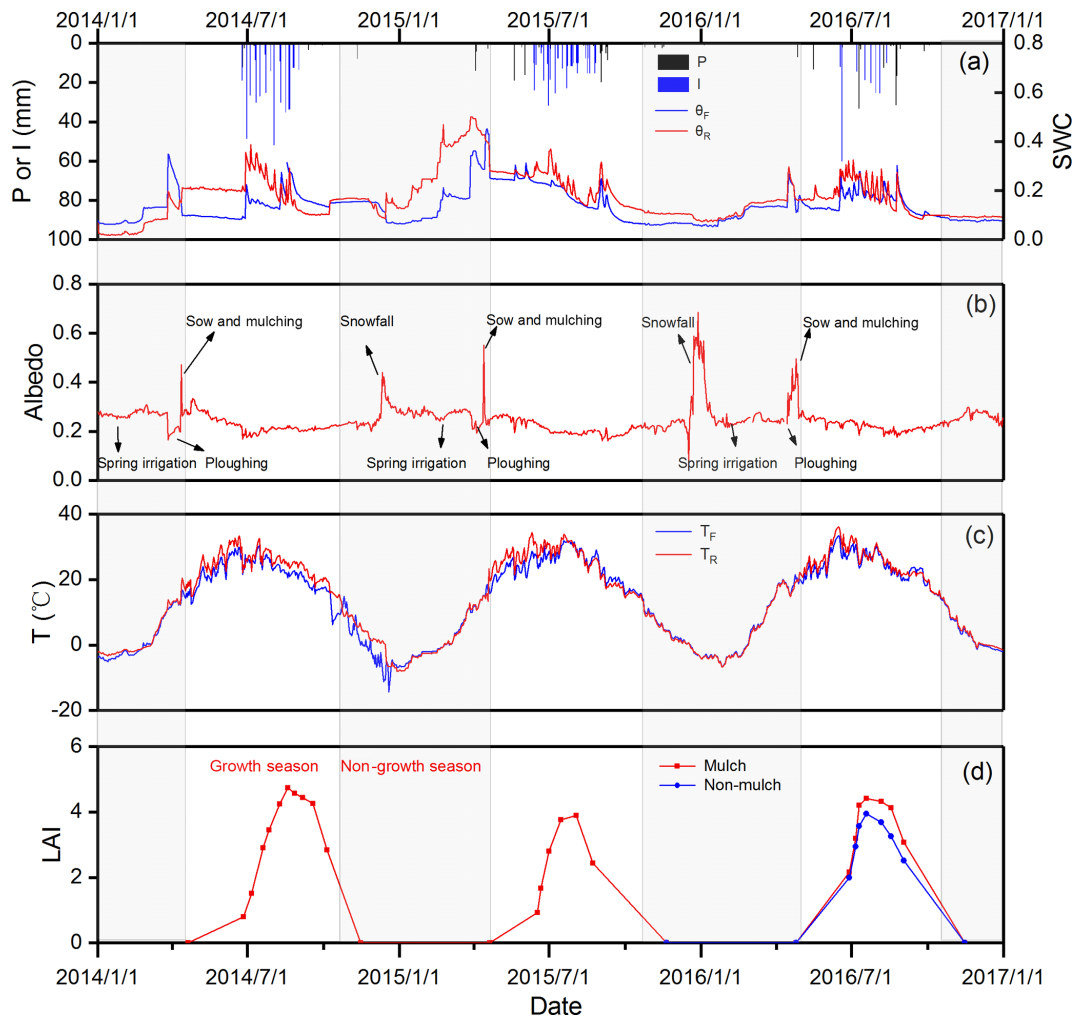 2014/1/1 2014/7/1 2015/1/1 2015/7/1 2016/1/1 2016/7/1 2017/1/1
(a)
P or I (mm)
0
20
40
60
80
100
P
I
θF
θR
0.8
0.6
0.4
0.2
0.0
SWC
(b)
Albedo
0.8
0.6
0.4
0.2
0.0
Sow and mulching
Snowfall
Sow and mulching
Snowfall
Sow and mulching
Spring irrigation
Ploughing
Spring irrigation
Ploughing
Spring irrigation
Ploughing
(c)
T (℃)
40
20
0
-20
TF
TR
(d)
LAI
6
4
2
0
Growth season
Non-growth season
Mulch
Non-mulch
2014/1/1 2014/7/1 2015/1/1 2015/7/1 2016/1/1 2016/7/1 2017/1/1
Date